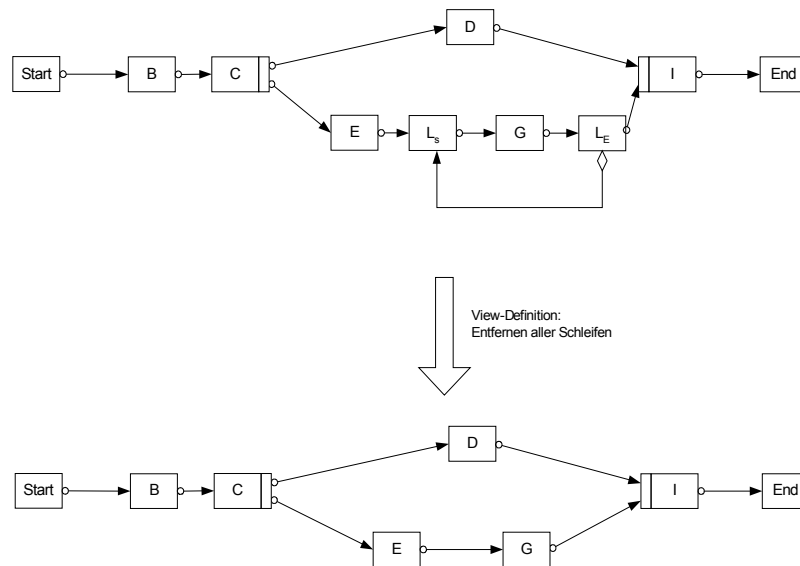 D
Start
B
C
I
End
E
Ls
G
LE
View-Definition:
Entfernen aller Schleifen
D
Start
B
C
I
End
E
G